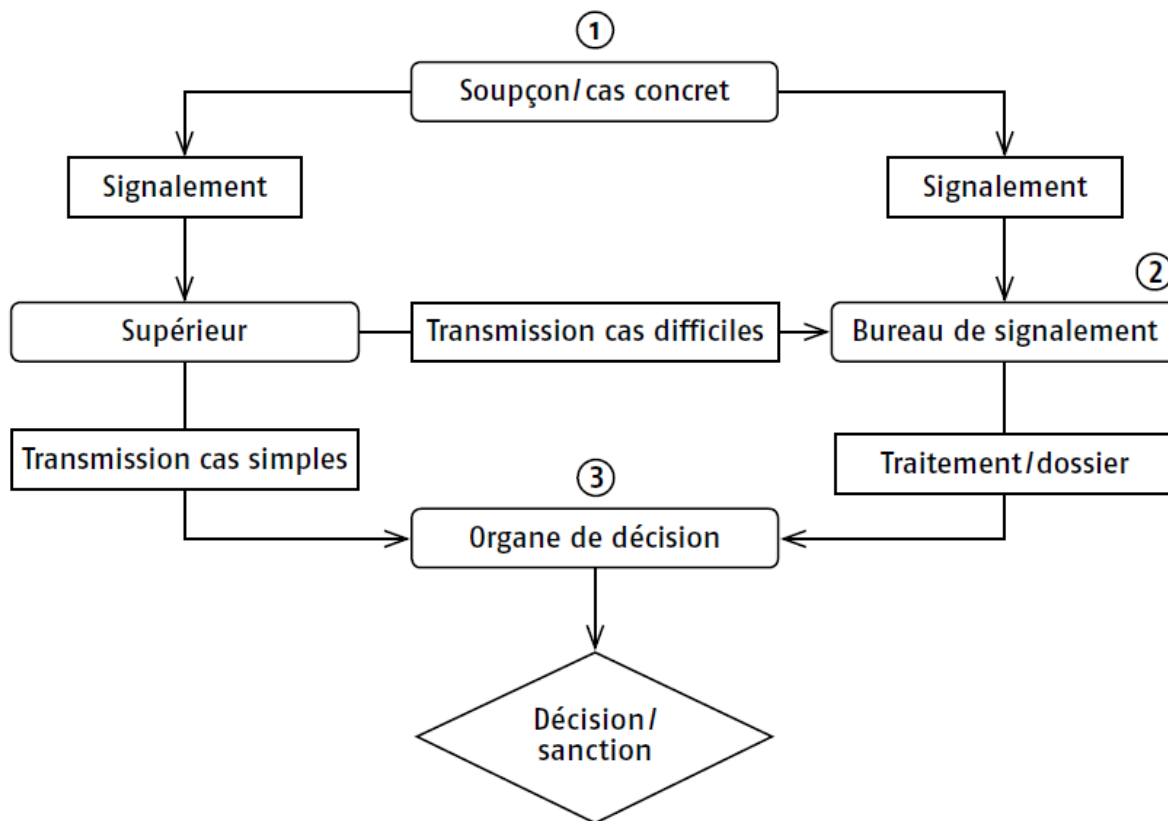 ①
Soupçon/cas concret
Signalement
Signalement
②
Supérieur
Transmission cas difficiles
Bureau de signalement
Transmission cas simples
Traitement/dossier
③
Organe de décision
Décision/
sanction